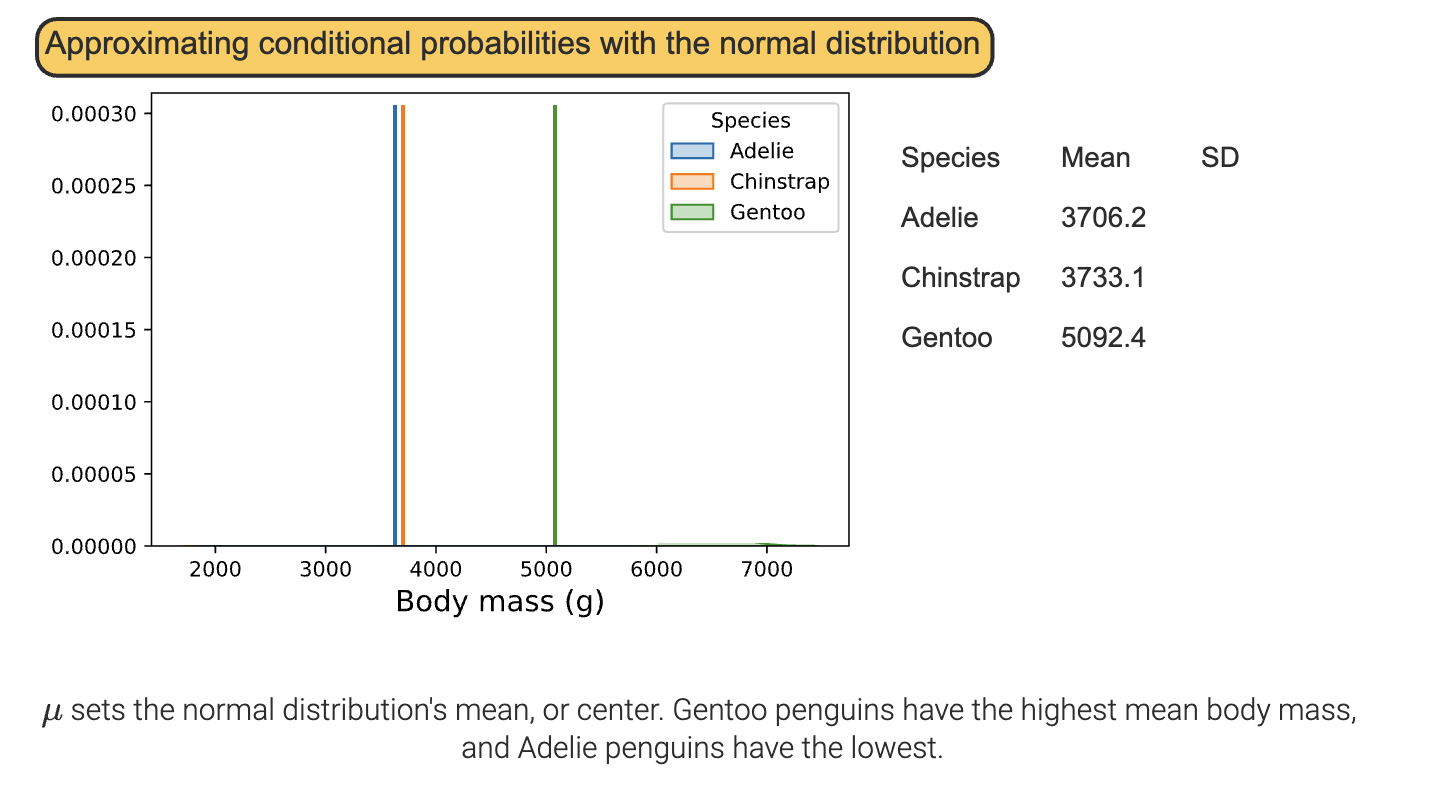 Approximating conditional probabilities with the normal distribution
0.00030
0.00025
0.00020
0.00015
0.00010
0.00005
0.00000
2000 3000 4000 5000 6000 7000
Body mass (g)
Species
Adelie
Chinstrap
Gentoo
Species Mean SD
Adelie 3706.2
Chinstrap 3733.1
Gentoo 5092.4
μ sets the normal distribution's mean, or center. Gentoo penguins have the highest mean body mass,
and Adelie penguins have the lowest.